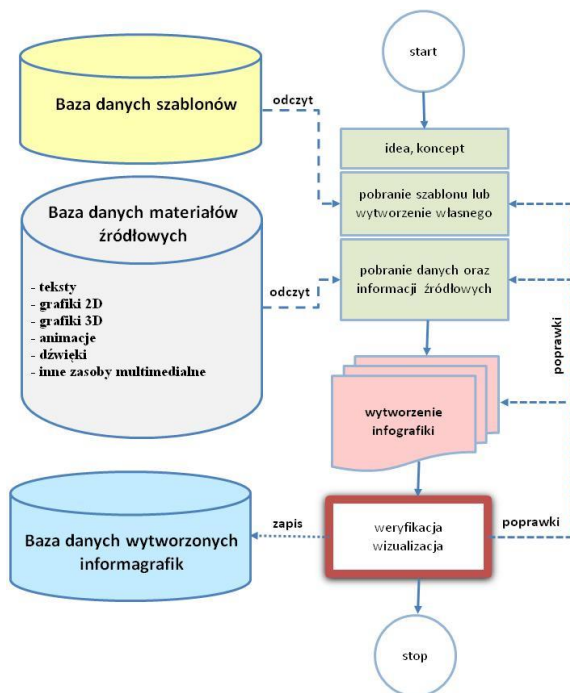 start
Baza danych szablonów
odczyt
idea, koncept
pobranie szablonu lub
wytworzenie własnego
Baza danych materiałów
źródłowych
- teksty
- grafiki 2D
- grafiki 3D
- animacje
- dźwięki
- inne zasoby multimedialne
odczyt
pobranie danych oraz
informacji źródłowych
poprawki
wytworzenie
infografiki
Baza danych wytworzonych
informagrafik
zapis
weryfikacja
wizualizacja
poprawki
stop